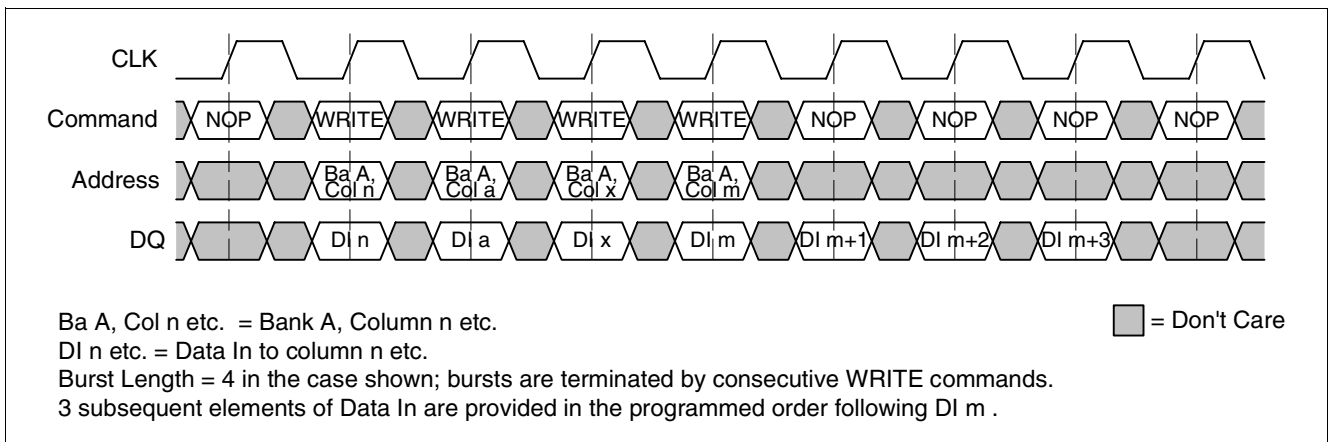 CLK
Command NOP WRITE WRITE WRITE WRITE NOP NOP NOP NOP
Address Ba A, Ba A, Ba A, Ba A,
Col n Col a Col x Col m
DQ DI n DI a DI x DI m DI m+1 DI m+2 DI m+3
Ba A, Col n etc. = Bank A, Column n etc.
= Don't Care
DI n etc. = Data In to column n etc.
Burst Length = 4 in the case shown; bursts are terminated by consecutive WRITE commands.
3 subsequent elements of Data In are provided in the programmed order following DI m .